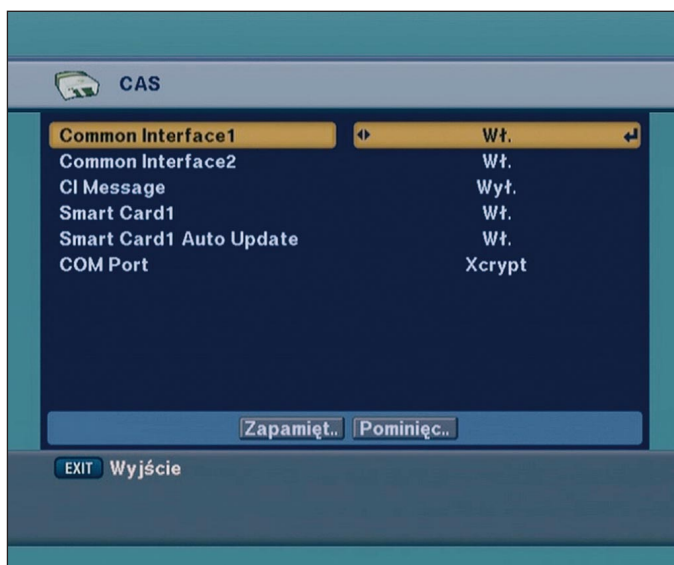 CAS
Common Interface1 Wł.
Common Interface2 Wł.
CI Message Wył.
Smart Card1 Wł.
Smart Card1 Auto Update Wł.
COM Port Xcrypt
Zapamięt.. Pominięc..
EXIT Wyjście